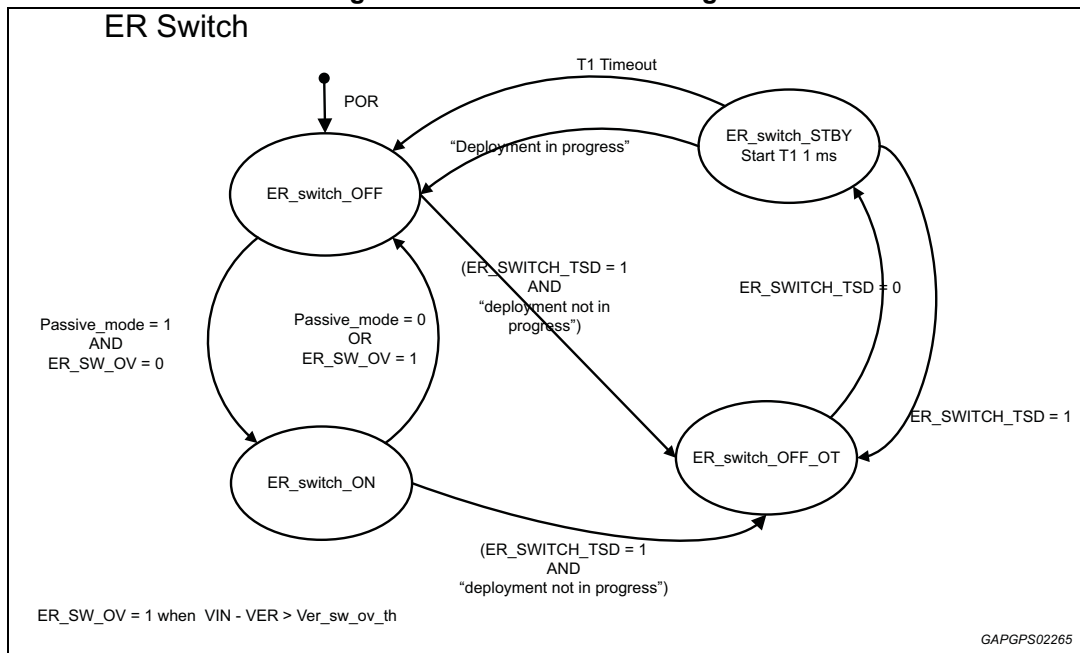 ER Switch
T1 Timeout
POR
ER_switch_STBY
Start T1 1 ms
“Deployment in progress”
ER_switch_OFF
(ER_SWITCH_TSD = 1
AND
“deployment not in
progress”)
ER_SWITCH_TSD = 0
Passive_mode = 1
AND
ER_SW_OV = 0
Passive_mode = 0
OR
ER_SW_OV = 1
ER_SWITCH_TSD = 1
ER_switch_OFF_OT
ER_switch_ON
(ER_SWITCH_TSD = 1
AND
“deployment not in progress”)
ER_SW_OV = 1 when VIN - VER > Ver_sw_ov_th
GAPGPS02265